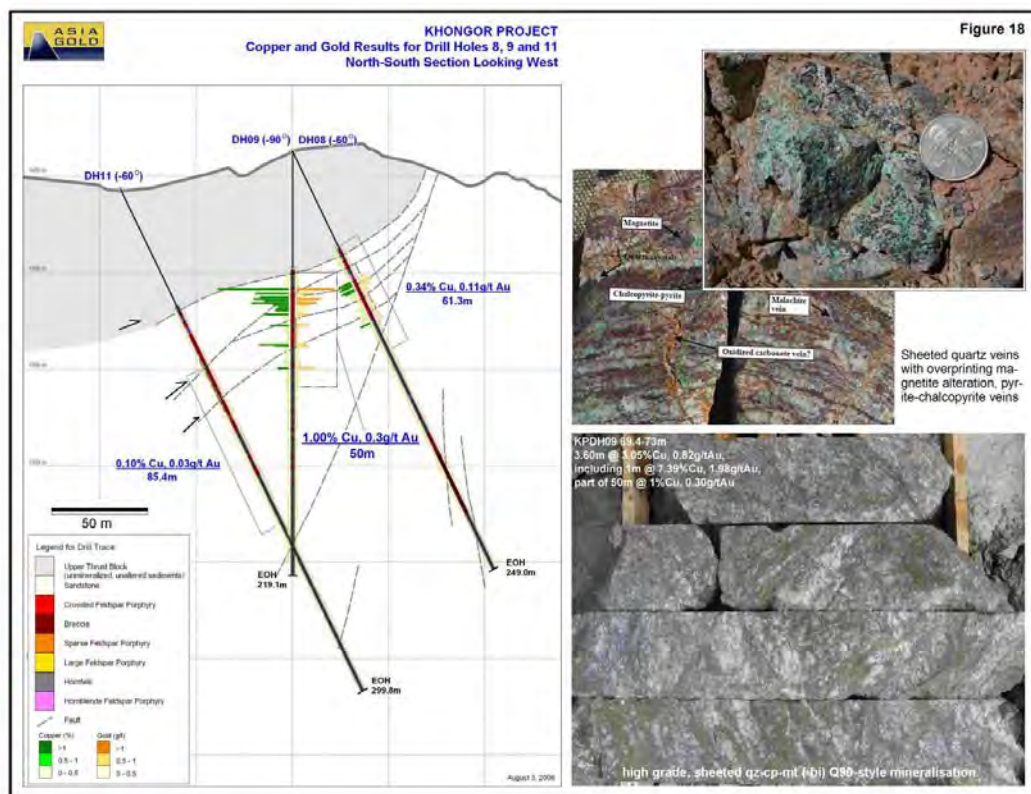 ASIA
GOLD
KHONGOR PROJECT
Copper and Gold Results for Drill Holes 8, 9 and 11
North-South Section Looking West
Figure 18
DH09 (-90°)
DH08 (-60°)
DH11 (-60°)
0.34% Cu, 0.11g/t Au
61.3m
1.00% Cu, 0.3g/t Au
50m
0.10% Cu, 0.03g/t Au
85.4m
50 m
EOH
219.1m
EOH
249.0m
EOH
299.8m
Legend for Drill Trace
Upper Thrust Block
(unmineralized, unaltered sediments)
Sandstone
Crowded Feldspar Porphyry
Breccia
Sparse Feldspar Porphyry
Large Feldspar Porphyry
Hornfels
Hornblende Feldspar Porphyry
Fault
Copper (%)
>1
0.5 - 1
0 - 0.5
Gold (g/t)
>1
0.5 - 1
0 - 0.5
August 3, 2006
Magnetite
Chalcopyrite-pyrite
Malachite
vein
Oxidized carbonate vein?
Sheeted quartz veins
with overprinting ma-
gnetite alteration, pyr-
ite-chalcopyrite veins
KPDH09 69.4-73m
3.60m @ 3.05%Cu, 0.82g/tAu,
including 1m @ 7.39%Cu, 1.98g/tAu,
part of 50m @ 1%Cu, 0.30g/tAu
high grade, sheeted qz-cp-mt (-bi) Q90-style mineralisation